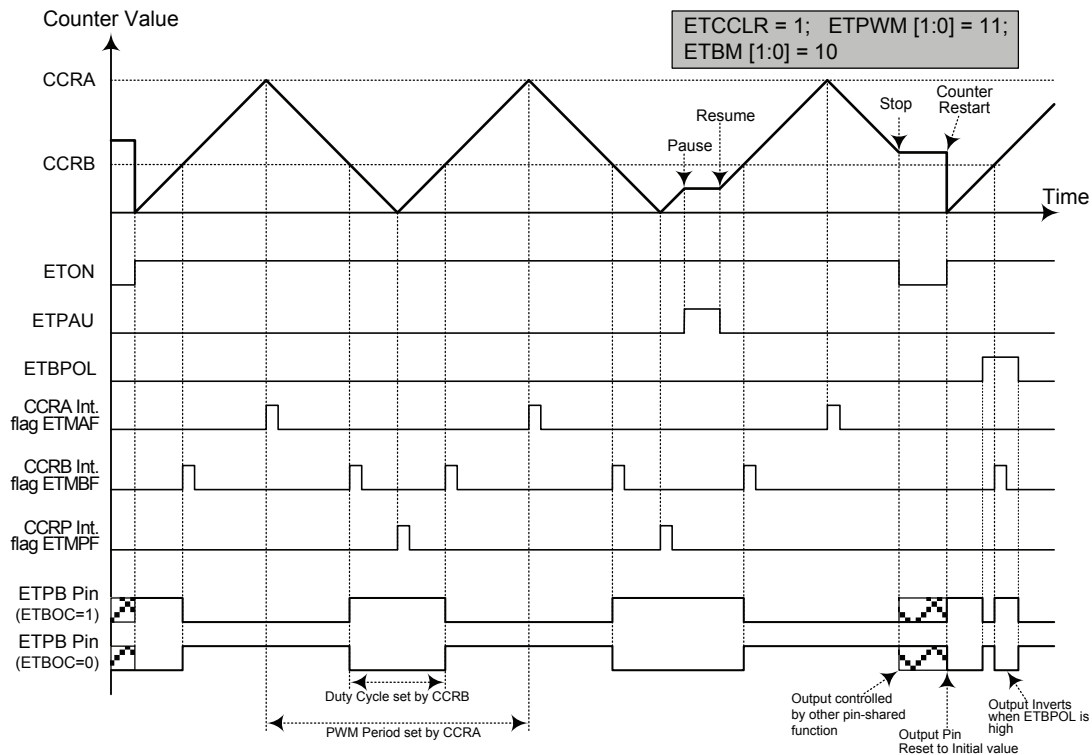 Counter Value
ETCCLR = 1; ETPWM [1:0] = 11;
ETBM [1:0] = 10
CCRA
Counter
Restart
Stop
Resume
Pause
CCRB
Time
ETON
ETPAU
ETBPOL
CCRA Int.
flag ETMAF
CCRB Int.
flag ETMBF
CCRP Int.
flag ETMPF
ETPB Pin
(ETBOC=1)
ETPB Pin
(ETBOC=0)
Duty Cycle set by CCRB
PWM Period set by CCRA
Output controlled
by other pin-shared
function
Output Pin
Reset to Initial value
Output Inverts
when ETBPOL is
high